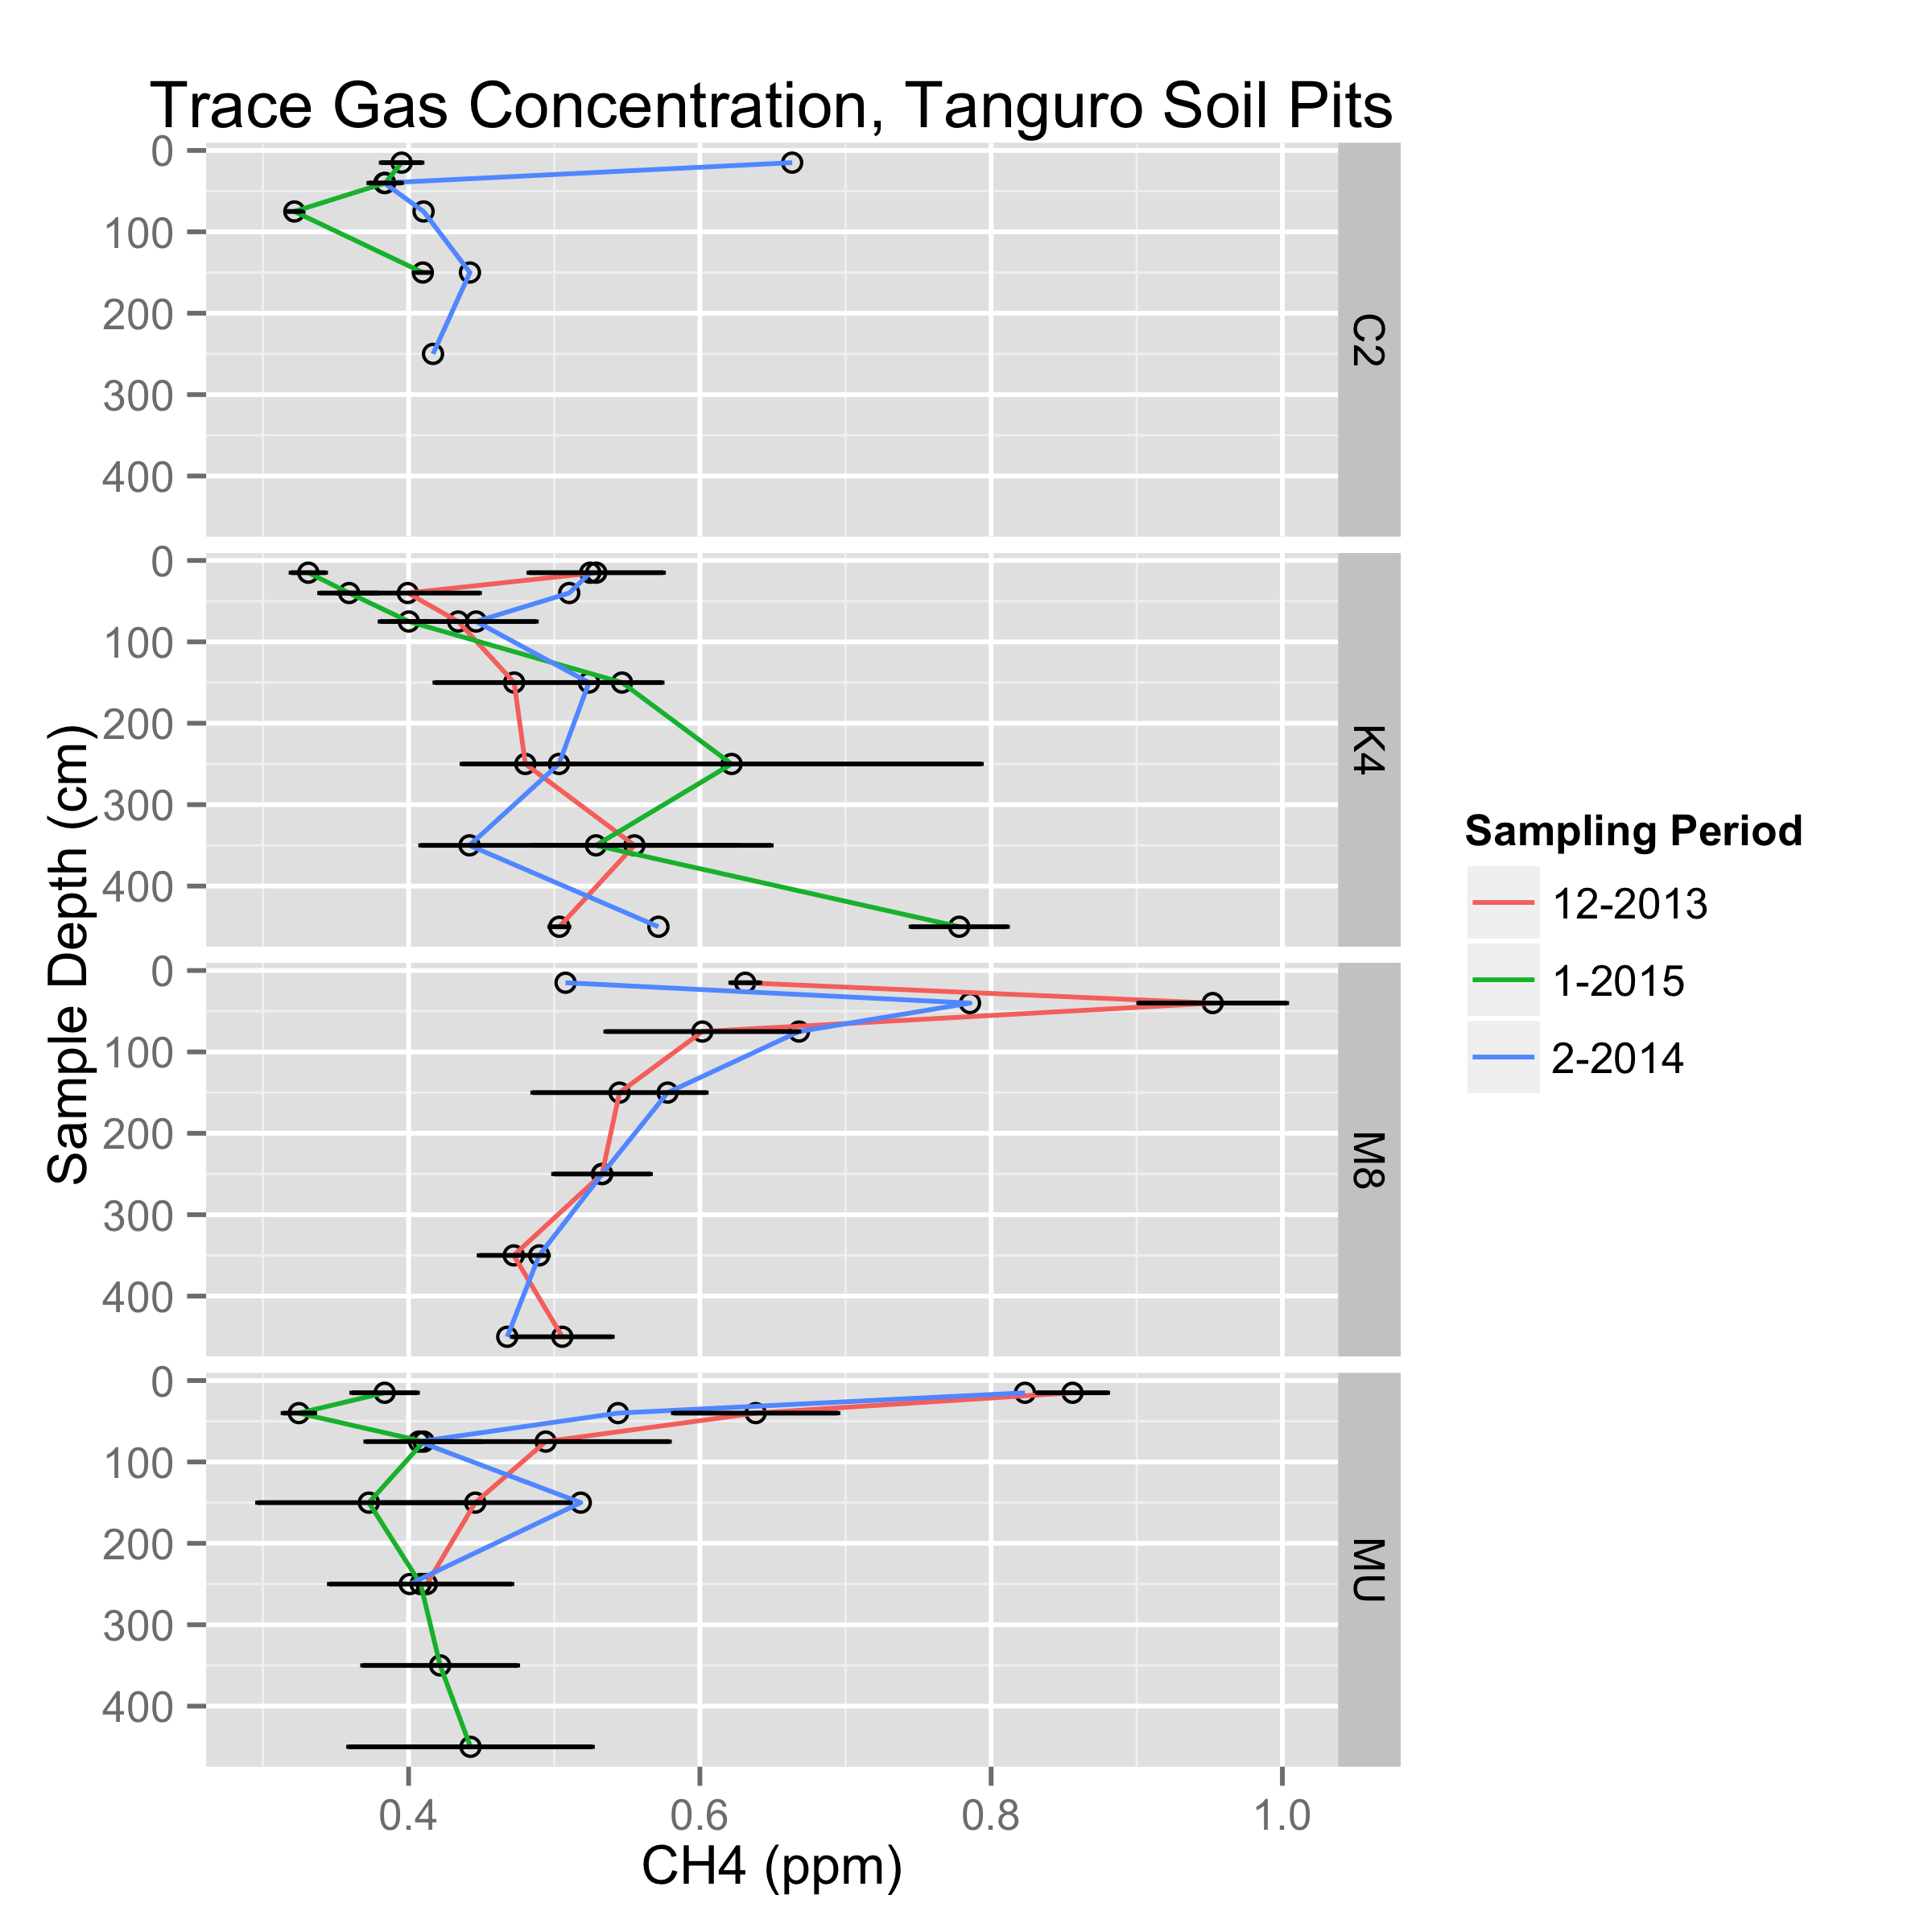 Trace Gas Concentration, Tanguro Soil Pits
Sample Depth (cm)
0
100
200
300
400
C2
0
100
200
300
400
K4
0
100
200
300
400
M8
0
100
200
300
400
MU
0.4 0.6 0.8 1.0
CH4 (ppm)
Sampling Period
12-2013
1-2015
2-2014